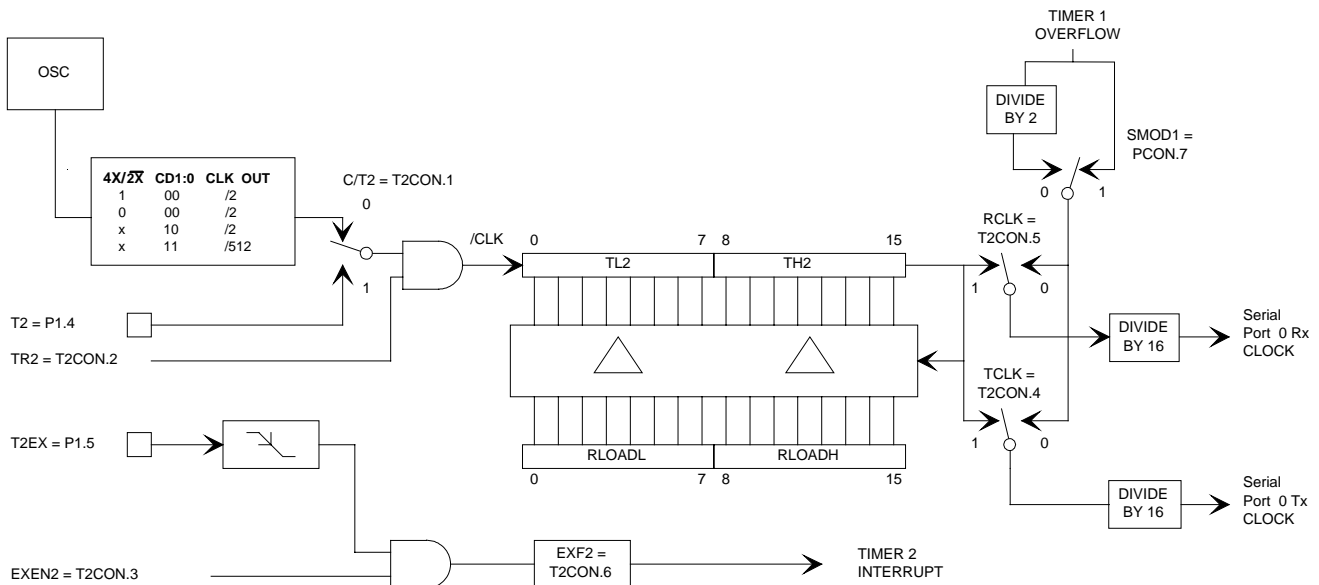 TIMER 1
OVERFLOW
OSC
DIVIDE
BY 2
SMOD1 =
PCON.7
4X/2X CD1:0 CLK OUT
1 00 /2
0 00 /2
x 10 /2
x 11 /512
C/T2 = T2CON.1
0
1
0 1
/CLK
0 7 8 15
TL2 TH2
RCLK =
T2CON.5
1 0
T2 = P1.4
TR2 = T2CON.2
DIVIDE
BY 16
Serial
Port 0 Rx
CLOCK
TCLK =
T2CON.4
1 0
T2EX = P1.5
RLOADL RLOADH
0 7 8 15
DIVIDE
BY 16
Serial
Port 0 Tx
CLOCK
EXEN2 = T2CON.3
EXF2 =
T2CON.6
TIMER 2
INTERRUPT